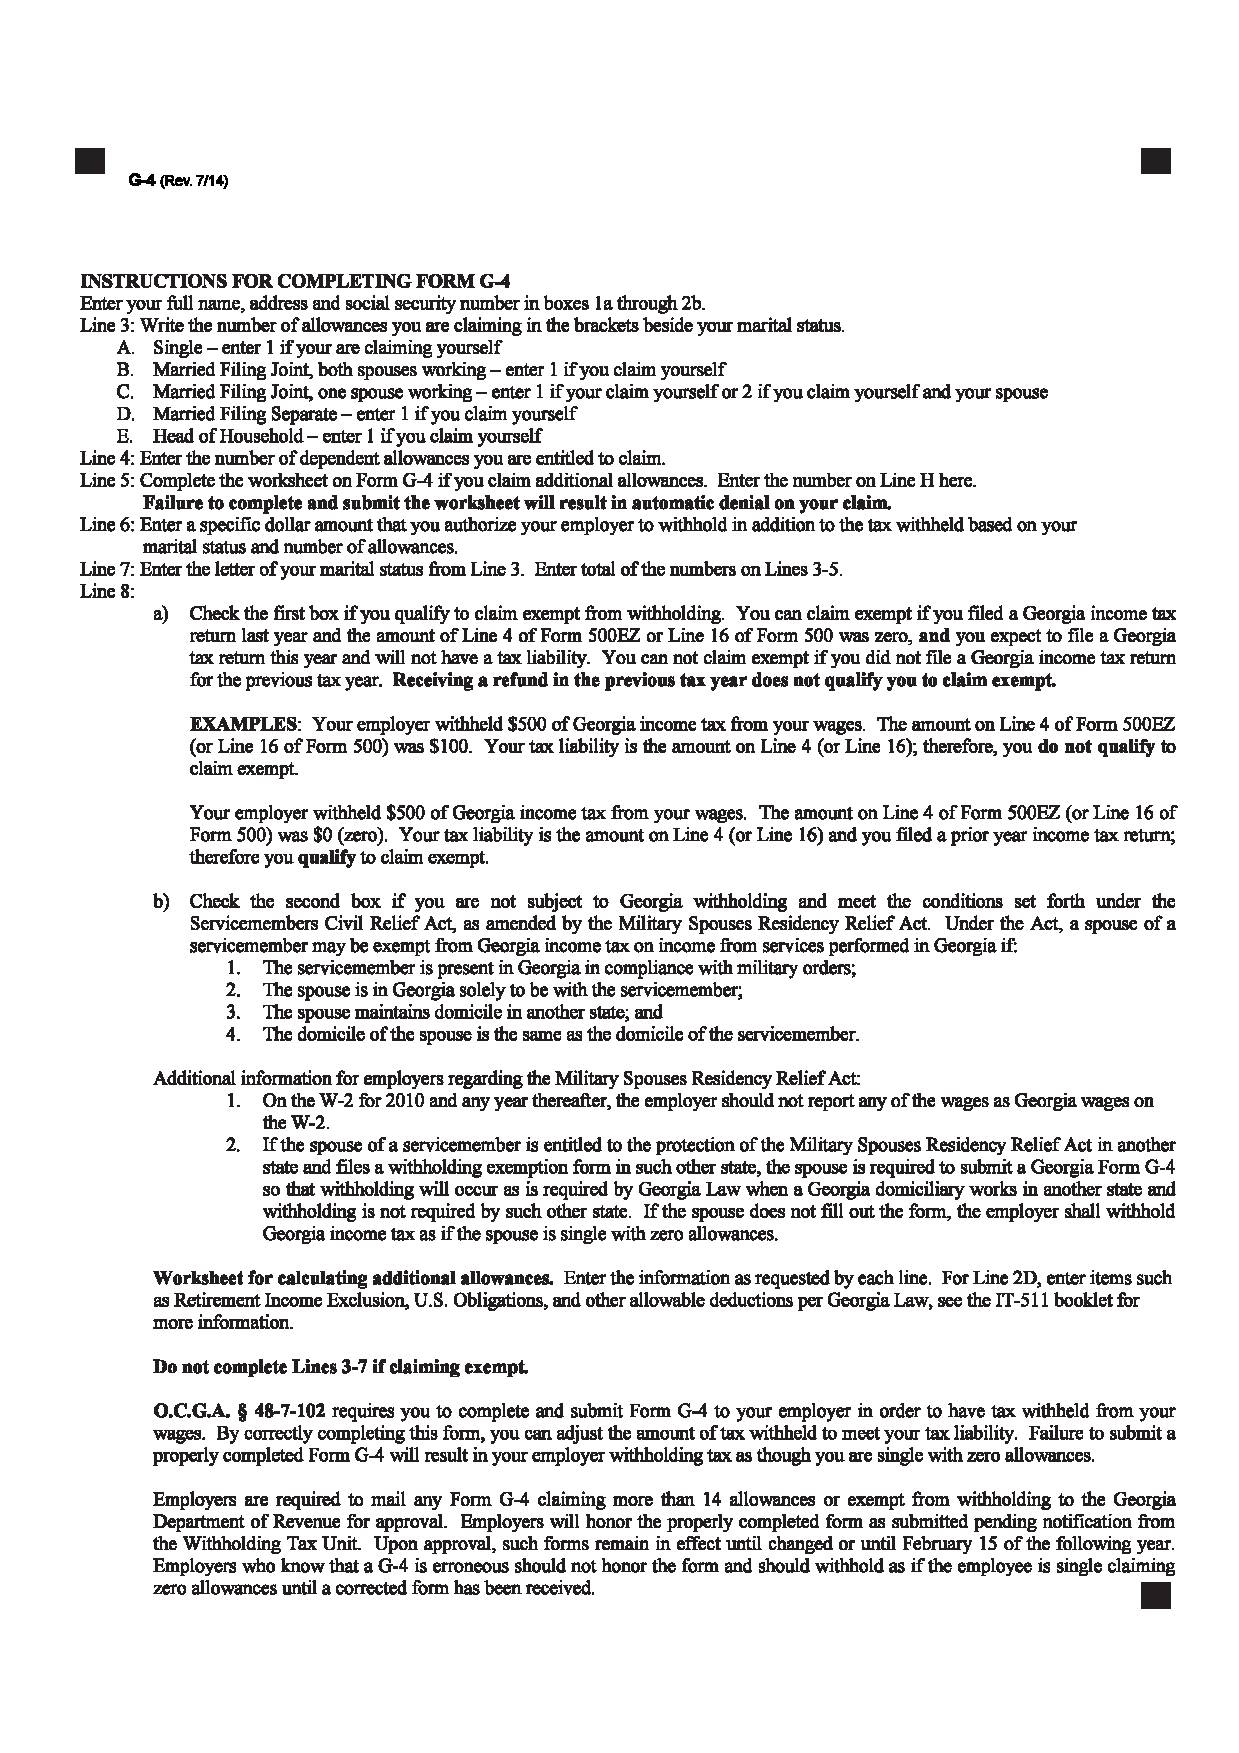 G-4 (Rev. 7/14)
INSTRUCTIONS FOR COMPLETING FORM G-4
Enter your full name, address and social security number in boxes 1a through 2b.
Line 3: Write the number of allowances you are claiming in the brackets beside your marital status.
A. Single – enter 1 if your are claiming yourself
B. Married Filing Joint, both spouses working – enter 1 if you claim yourself
C. Married Filing Joint, one spouse working – enter 1 if your claim yourself or 2 if you claim yourself and your spouse
D. Married Filing Separate – enter 1 if you claim yourself
E. Head of Household – enter 1 if you claim yourself
Line 4: Enter the number of dependent allowances you are entitled to claim.
Line 5: Complete the worksheet on Form G-4 if you claim additional allowances. Enter the number on Line H here.
Failure to complete and submit the worksheet will result in automatic denial on your claim.
Line 6: Enter a specific dollar amount that you authorize your employer to withhold in addition to the tax withheld based on your
marital status and number of allowances.
Line 7: Enter the letter of your marital status from Line 3. Enter total of the numbers on Lines 3-5.
Line 8:
a) Check the first box if you qualify to claim exempt from withholding. You can claim exempt if you filed a Georgia income tax
return last year and the amount of Line 4 of Form 500EZ or Line 16 of Form 500 was zero, and you expect to file a Georgia
tax return this year and will not have a tax liability. You can not claim exempt if you did not file a Georgia income tax return
for the previous tax year. Receiving a refund in the previous tax year does not qualify you to claim exempt.
EXAMPLES: Your employer withheld $500 of Georgia income tax from your wages. The amount on Line 4 of Form 500EZ
(or Line 16 of Form 500) was $100. Your tax liability is the amount on Line 4 (or Line 16); therefore, you do not qualify to
claim exempt.
Your employer withheld $500 of Georgia income tax from your wages. The amount on Line 4 of Form 500EZ (or Line 16 of
Form 500) was $0 (zero). Your tax liability is the amount on Line 4 (or Line 16) and you filed a prior year income tax return;
therefore you qualify to claim exempt.
b) Check the second box if you are not subject to Georgia withholding and meet the conditions set forth under the
Servicemembers Civil Relief Act, as amended by the Military Spouses Residency Relief Act. Under the Act, a spouse of a
servicemember may be exempt from Georgia income tax on income from services performed in Georgia if:
1. The servicemember is present in Georgia in compliance with military orders;
2. The spouse is in Georgia solely to be with the servicemember;
3. The spouse maintains domicile in another state; and
4. The domicile of the spouse is the same as the domicile of the servicemember.
Additional information for employers regarding the Military Spouses Residency Relief Act:
1. On the W-2 for 2010 and any year thereafter, the employer should not report any of the wages as Georgia wages on
the W-2.
2. If the spouse of a servicemember is entitled to the protection of the Military Spouses Residency Relief Act in another
state and files a withholding exemption form in such other state, the spouse is required to submit a Georgia Form G-4
so that withholding will occur as is required by Georgia Law when a Georgia domiciliary works in another state and
withholding is not required by such other state. If the spouse does not fill out the form, the employer shall withhold
Georgia income tax as if the spouse is single with zero allowances.
Worksheet for calculating additional allowances. Enter the information as requested by each line. For Line 2D, enter items such
as Retirement Income Exclusion, U.S. Obligations, and other allowable deductions per Georgia Law, see the IT-511 booklet for
more information.
Do not complete Lines 3-7 if claiming exempt.
O.C.G.A. § 48-7-102 requires you to complete and submit Form G-4 to your employer in order to have tax withheld from your
wages. By correctly completing this form, you can adjust the amount of tax withheld to meet your tax liability. Failure to submit a
properly completed Form G-4 will result in your employer withholding tax as though you are single with zero allowances.
Employers are required to mail any Form G-4 claiming more than 14 allowances or exempt from withholding to the Georgia
Department of Revenue for approval. Employers will honor the properly completed form as submitted pending notification from
the Withholding Tax Unit. Upon approval, such forms remain in effect until changed or until February 15 of the following year.
Employers who know that a G-4 is erroneous should not honor the form and should withhold as if the employee is single claiming
zero allowances until a corrected form has been received.